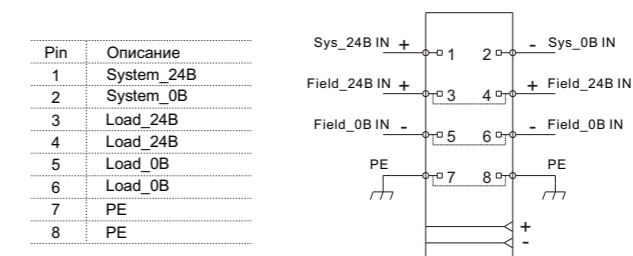 Pin Описание
1 System_24В
2 System_0В
3 Load_24В
4 Load_24В
5 Load_0В
6 Load_0В
7 PE
8 PE
Sys_24В IN + 1 2 - Sys_0В IN
Field_24В IN + 3 4 + Field_24В IN
Field_0В IN - 5 6 - Field_0В IN
PE 7 8 PE
+
-